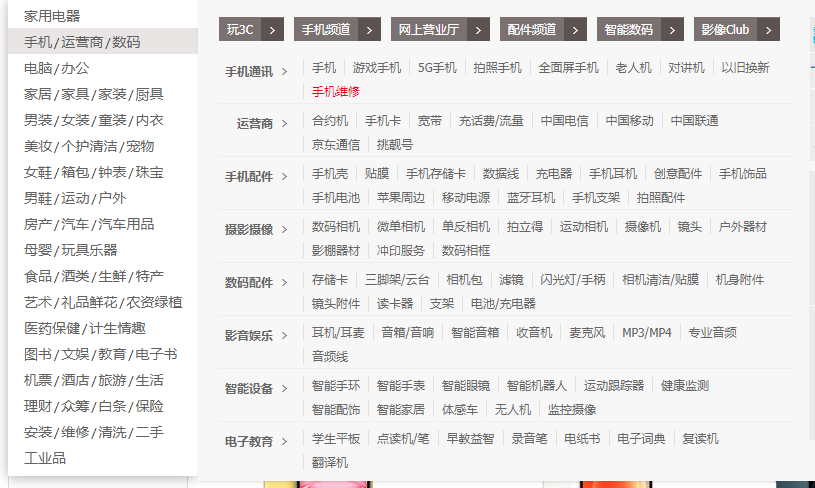 家用电器
手机/运营商/数码
电脑/办公
家居/家具/家装/厨具
男装/女装/童装/内衣
美妆/个护清洁/宠物
女鞋/箱包/钟表/珠宝
男鞋/运动/户外
房产/汽车/汽车用品
母婴/玩具乐器
食品/酒类/生鲜/特产
艺术/礼品鲜花/农资绿植
医药保健/计生情趣
图书/文娱/教育/电子书
机票/酒店/旅游/生活
理财/众筹/白条/保险
安装/维修/清洗/二手
工业品
玩3C > 手机频道 > 网上营业厅 > 配件频道 > 智能数码 > 影像Club >
手机通讯 > 手机 游戏手机 5G手机 拍照手机 全面屏手机 老人机 对讲机 以旧换新
手机维修
运营商 > 合约机 手机卡 宽带 充话费/流量 中国电信 中国移动 中国联通
京东通信 挑靓号
手机配件 > 手机壳 贴膜 手机存储卡 数据线 充电器 手机耳机 创意配件 手机饰品
手机电池 苹果周边 移动电源 蓝牙耳机 手机支架 拍照配件
摄影摄像 > 数码相机 微单相机 单反相机 拍立得 运动相机 摄像机 镜头 户外器材
影棚器材 冲印服务 数码相框
数码配件 > 存储卡 三脚架/云台 相机包 滤镜 闪光灯/手柄 相机清洁/贴膜 机身附件
镜头附件 读卡器 支架 电池/充电器
影音娱乐 > 耳机/耳麦 音箱/音响 智能音箱 收音机 麦克风 MP3/MP4 专业音频
音频线
智能设备 > 智能手环 智能手表 智能眼镜 智能机器人 运动跟踪器 健康监测
智能配饰 智能家居 体感车 无人机 监控摄像
电子教育 > 学生平板 点读机/笔 早教益智 录音笔 电纸书 电子词典 复读机
翻译机